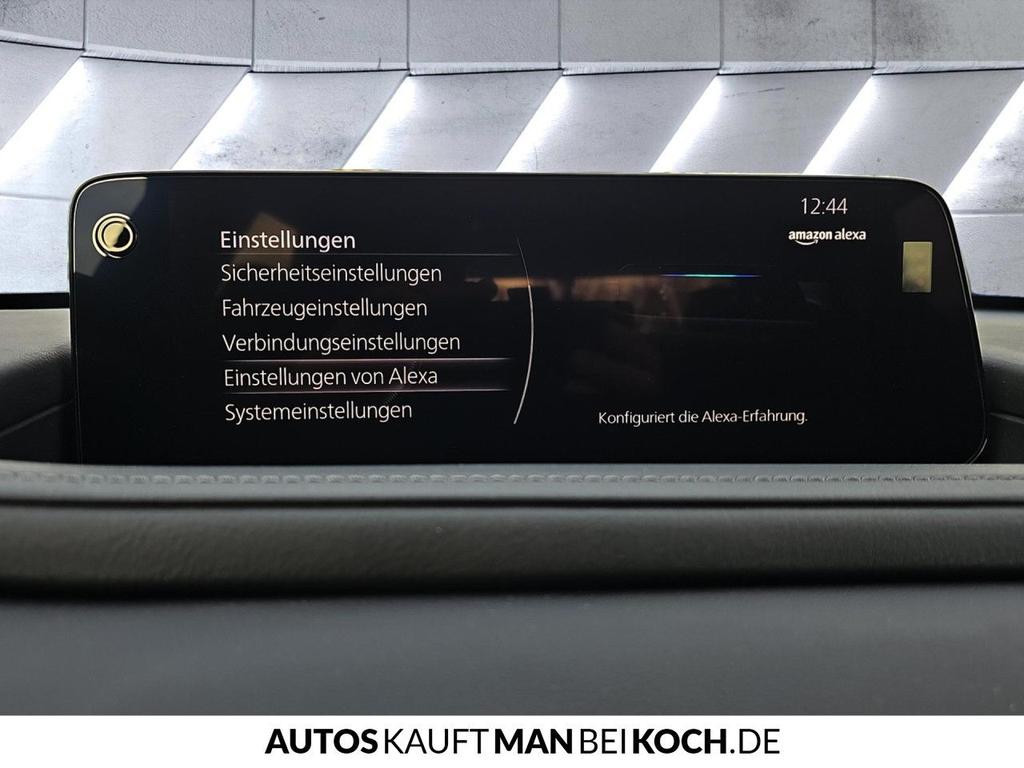 12:44
amazon alexa
Einstellungen
Sicherheitseinstellungen
Fahrzeugeinstellungen
Verbindungseinstellungen
Einstellungen von Alexa
Systemeinstellungen
Konfiguriert die Alexa-Erfahrung.
AUTOSKAUFTMANBEIKOCH.DE